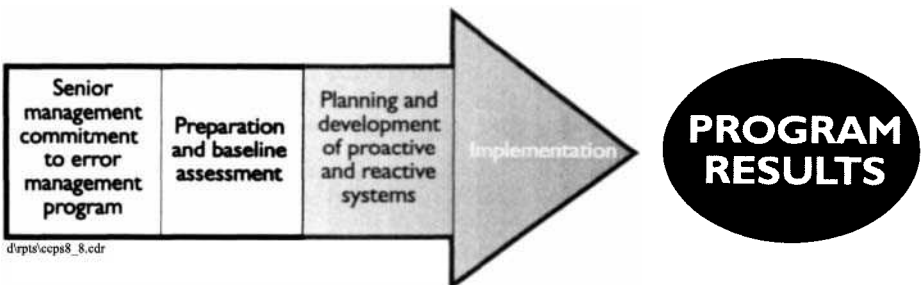 Senior
management
commitment
to error
management
program
Preparation
and baseline
assessment
Planning and
development
of proactive
and reactive
systems
Implementation
PROGRAM
RESULTS
d\rpts\ccps8_8.cdr